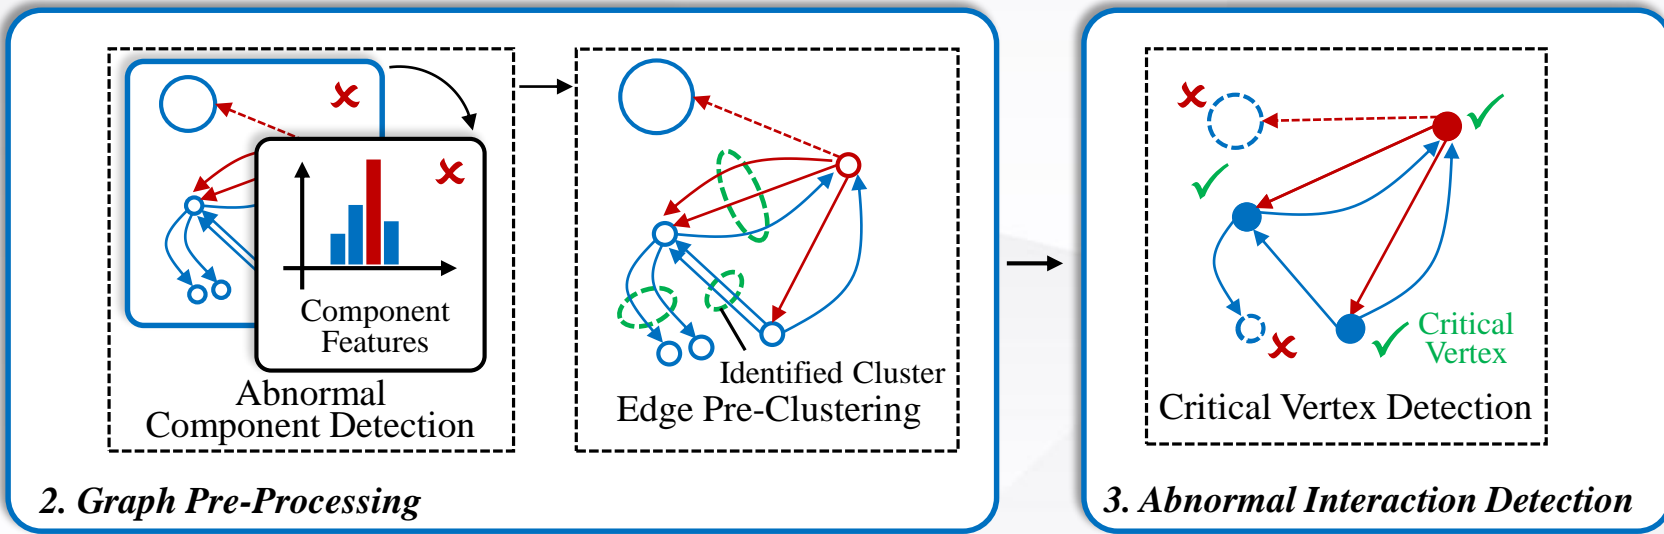 Component
Features
Abnormal
Component Detection
Identified Cluster
Edge Pre-Clustering
2. Graph Pre-Processing
Critical
Vertex
Critical Vertex Detection
3. Abnormal Interaction Detection